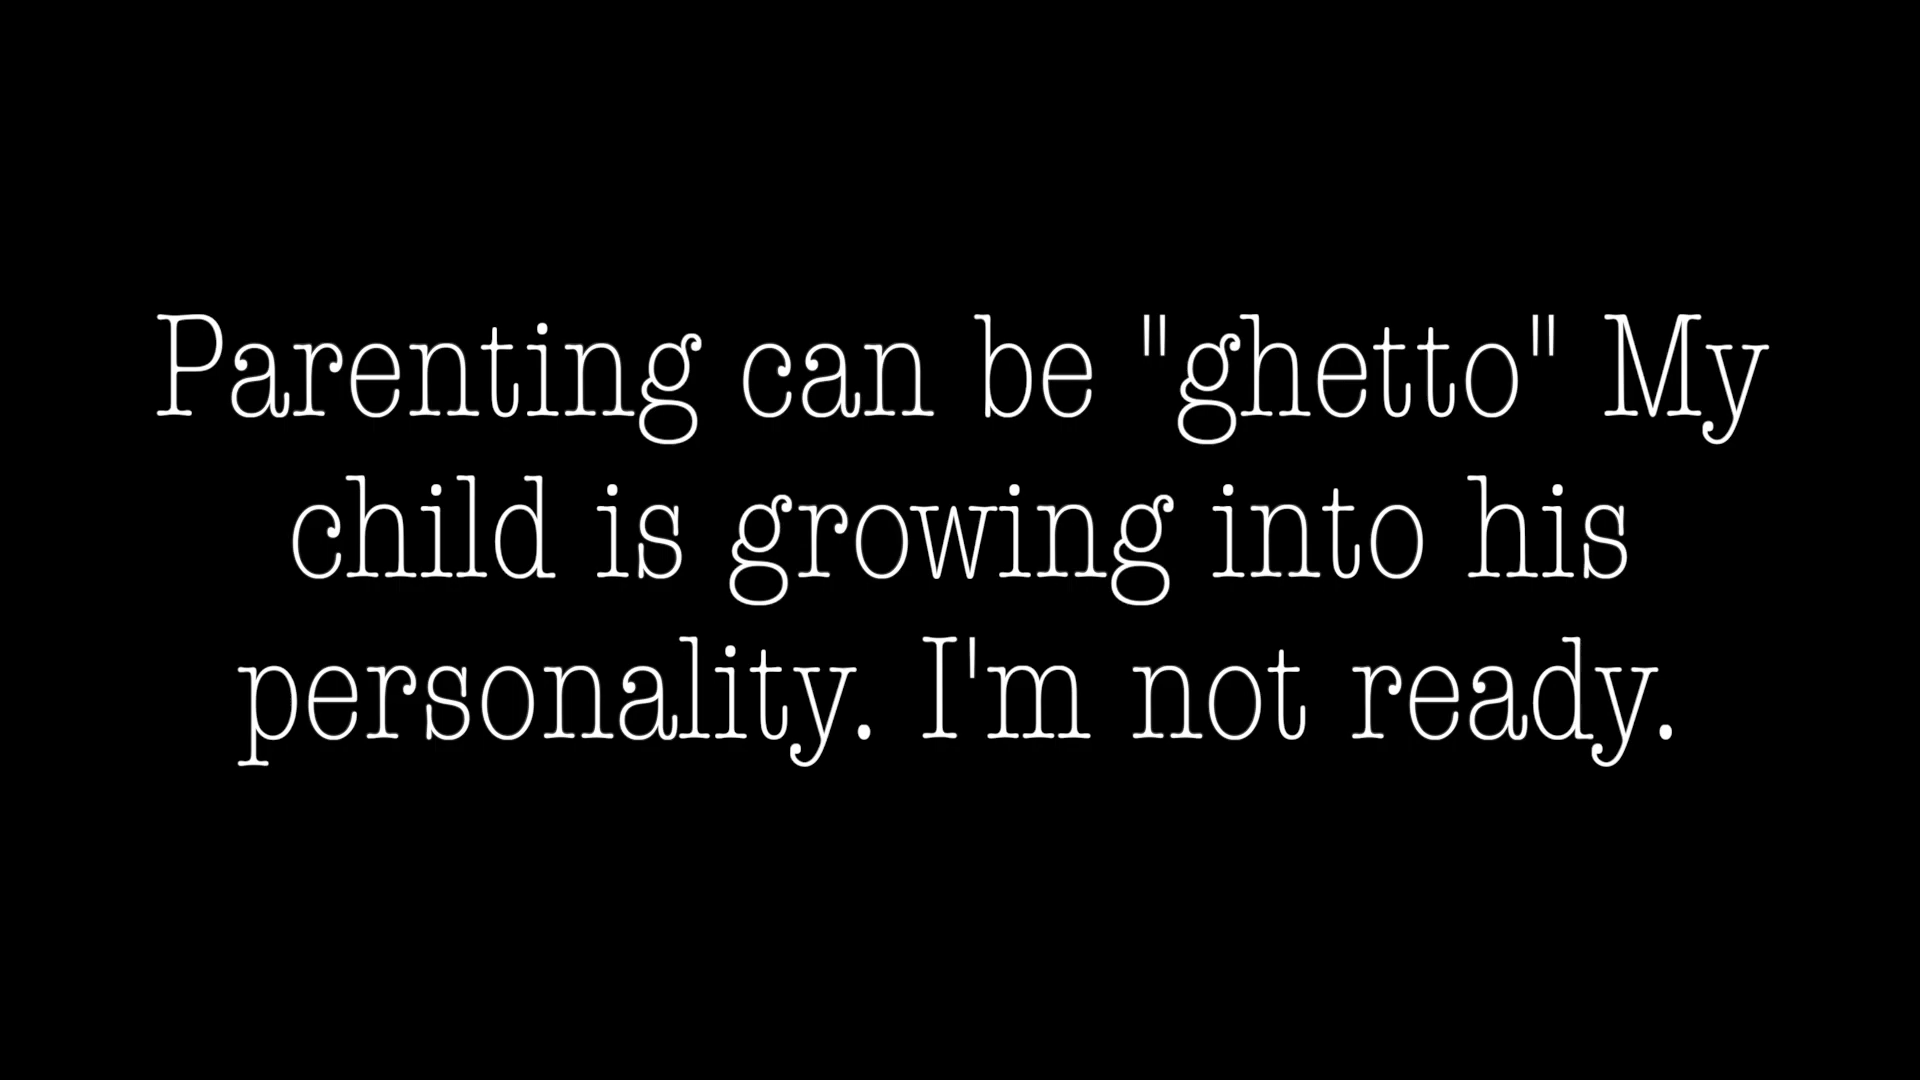 Parenting can be "ghetto" My
child is growing into his
personality. I'm not ready.